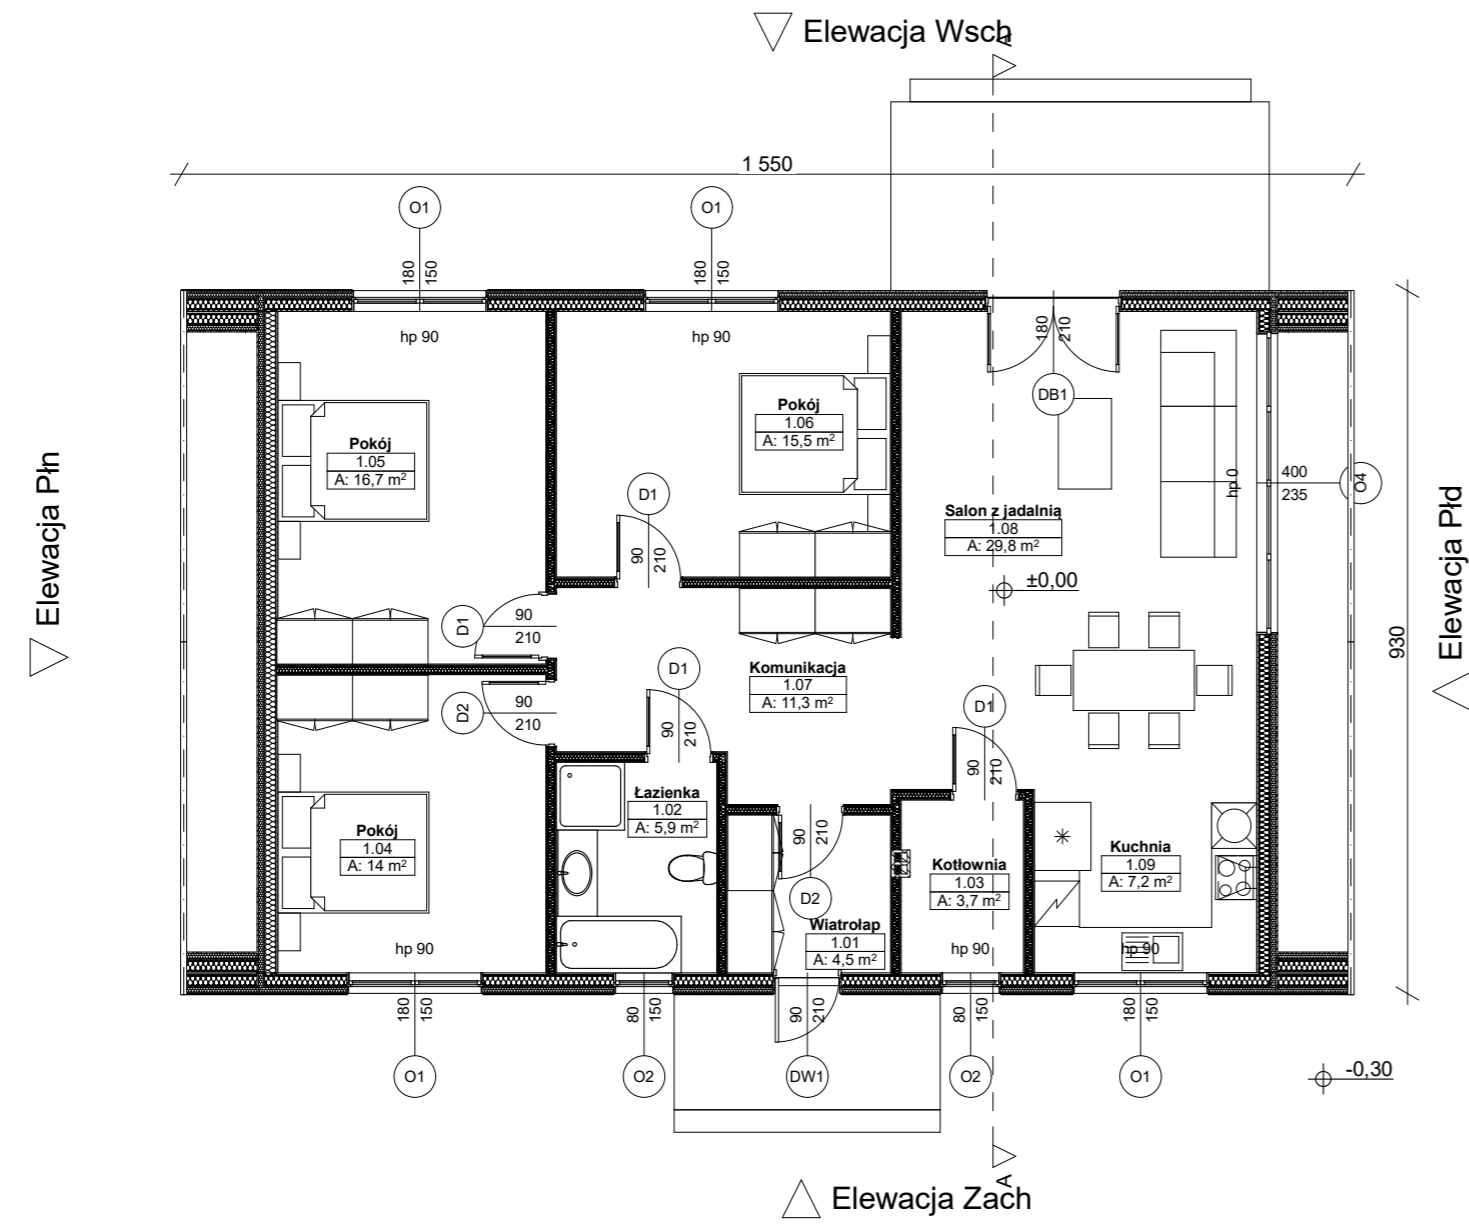 Elewacja Wsch
A
1 550
O1
O1
180
150
180
150
hp 90
hp 90
180
210
DB1
Pokój
1.06
A: 15,5 m²
Pokój
1.05
A: 16,7 m²
Elewacja Płn
D1
90
210
hp 0
400
235
O4
Salon z jadalnią
1.08
A: 29,8 m²
±0,00
Elewacja Płd
930
D1
90
210
D1
Komunikacja
1.07
A: 11,3 m²
D2
90
210
90
210
D1
90
210
Łazienka
1.02
A: 5,9 m²
Pokój
1.04
A: 14 m²
90
210
D2
Kotłownia
1.03
A: 3,7 m²
Kuchnia
1.09
A: 7,2 m²
Wiatrołap
1.01
A: 4,5 m²
hp 90
hp 90
hp 90
180
150
80
150
90
210
80
150
180
150
O1
O2
DW1
O2
O1
-0,30
A
Elewacja Zach